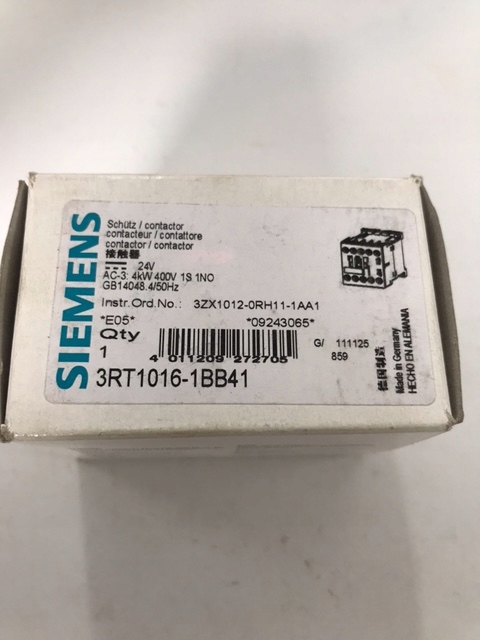 SIEMENS
Schütz / contactor
contacteur / contattore
contactor / contactor
接触器
24V
AC-3: 4kW 400V 1S 1NO
GB14048.4/50Hz
Instr.Ord.No.: 3ZX1012-0RH11-1AA1
*E05* *09243065*
Qty
1
4 011209 272705
G/ 111125
859
3RT1016-1BB41
德国制造
Made in Germany
HECHO EN ALEMANIA